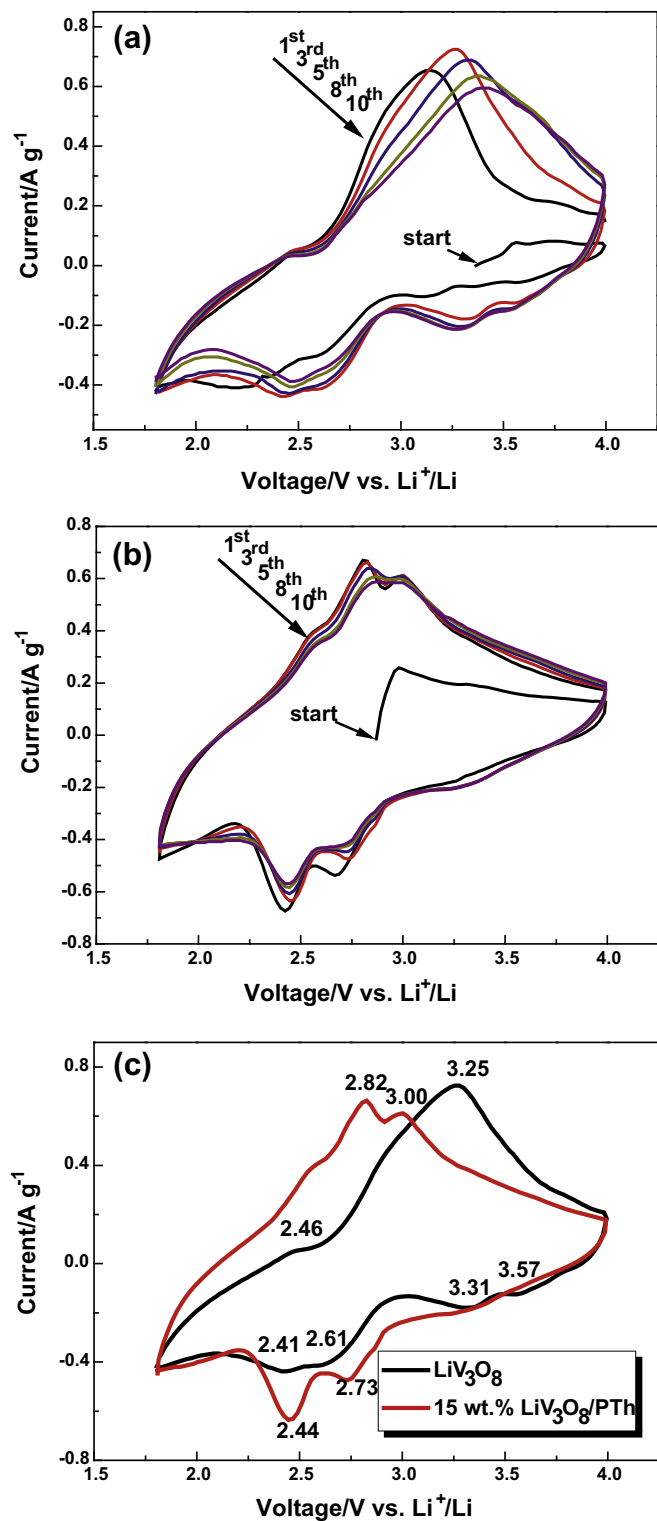 (a)
1st 3rd 5th 8th 10th
start
0.8
0.6
0.4
0.2
0.0
-0.2
-0.4
Current/A g-1
1.5 2.0 2.5 3.0 3.5 4.0
Voltage/V vs. Li+/Li
(b)
1st 3rd 5th 8th 10th
start
0.8
0.6
0.4
0.2
0.0
-0.2
-0.4
-0.6
-0.8
Current/A g-1
1.5 2.0 2.5 3.0 3.5 4.0
Voltage/V vs. Li+/Li
(c)
2.82 3.00 3.25
2.46
3.31 3.57
2.41 2.61
2.44 2.73
LiV3O8
15 wt.% LiV3O8/PTh
0.8
0.4
0.0
-0.4
-0.8
Current/A g-1
1.5 2.0 2.5 3.0 3.5 4.0
Voltage/V vs. Li+/Li